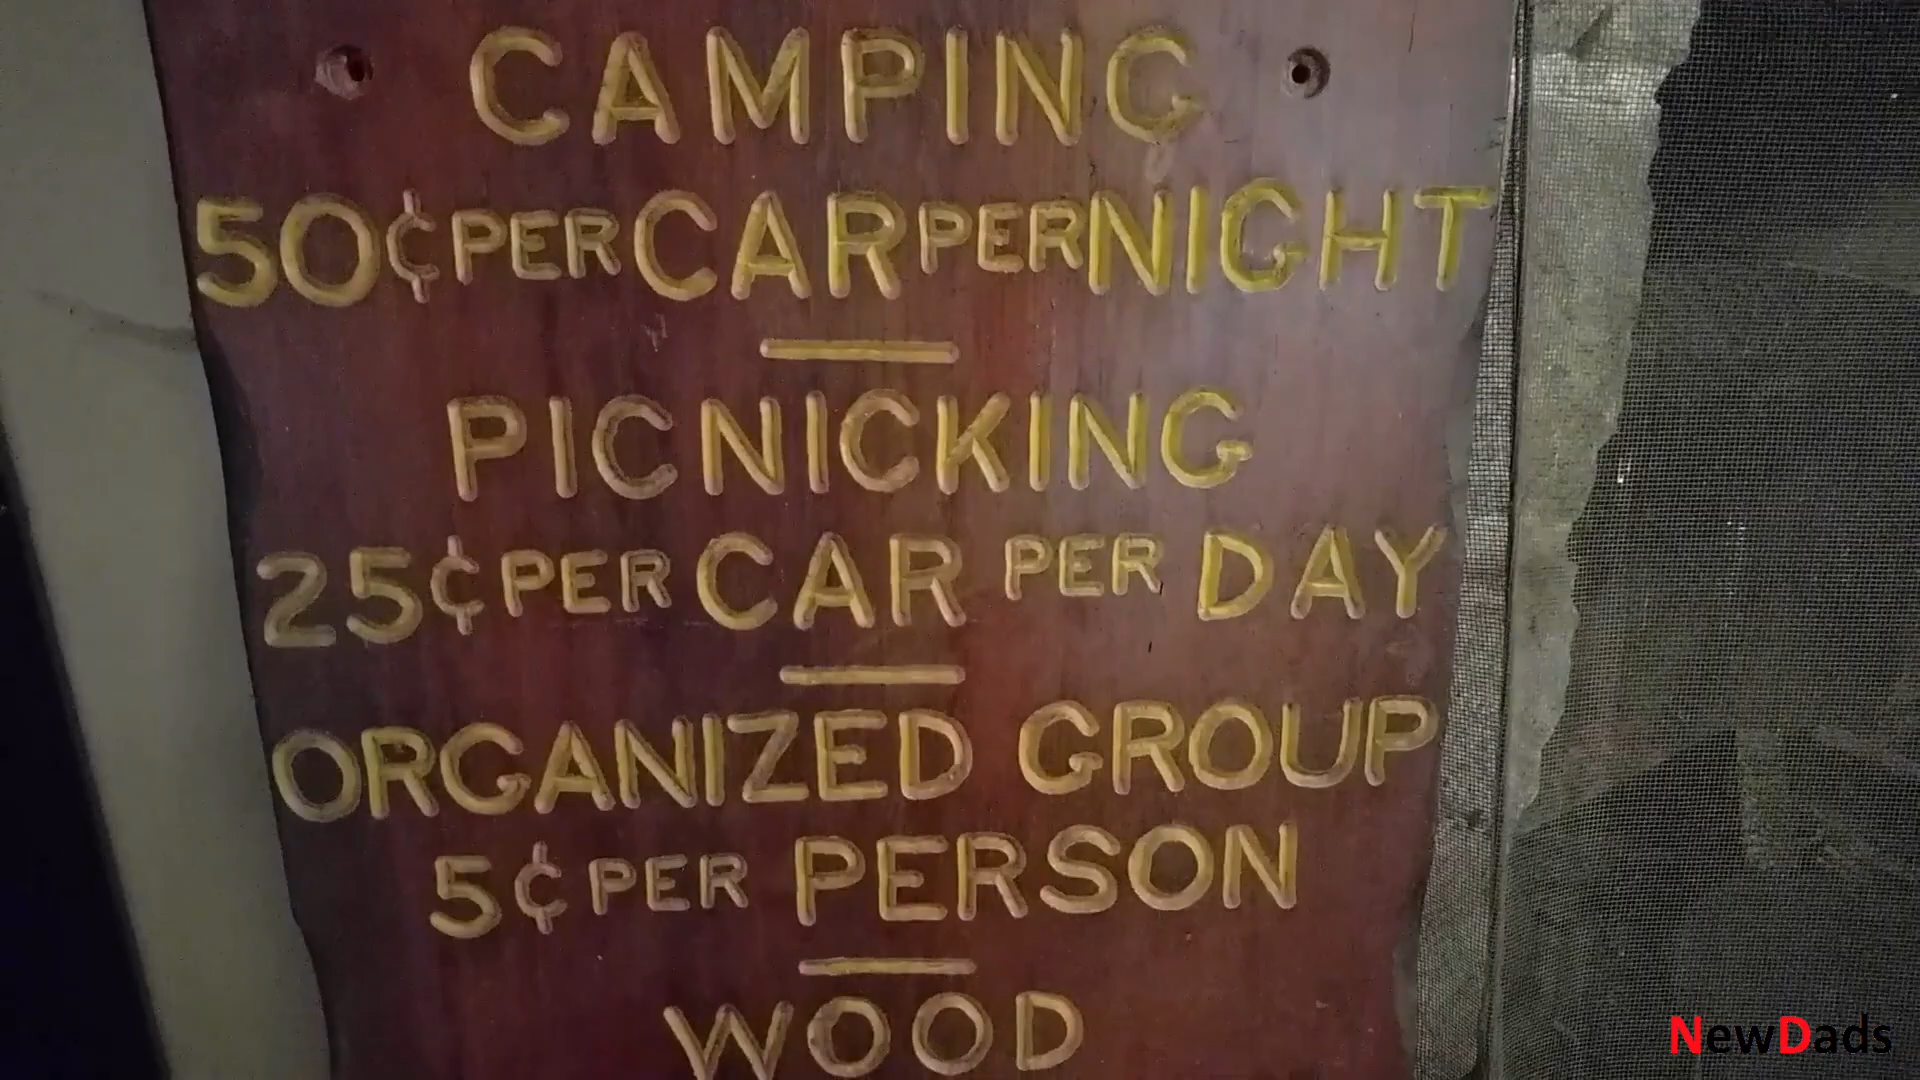 CAMPING
50¢ PER CAR PER NIGHT
PICNICKING
25¢ PER CAR PER DAY
ORGANIZED GROUP
5¢ PER PERSON
WOOD
NewDads